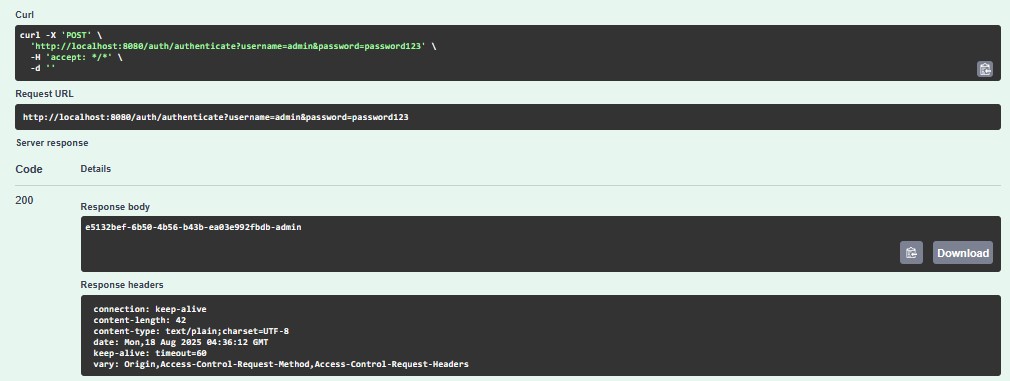 Curl
curl -X 'POST' \
'http://localhost:8080/auth/authenticate?username=admin&password=password123' \
-H 'accept: */*' \
-d ''
Request URL
http://localhost:8080/auth/authenticate?username=admin&password=password123
Server response
Code Details
200
Response body
e5132bef-6b50-4b56-b43b-ea03e992fbdb-admin
Download
Response headers
connection: keep-alive
content-length: 42
content-type: text/plain;charset=UTF-8
date: Mon,18 Aug 2025 04:36:12 GMT
keep-alive: timeout=60
vary: Origin,Access-Control-Request-Method,Access-Control-Request-Headers